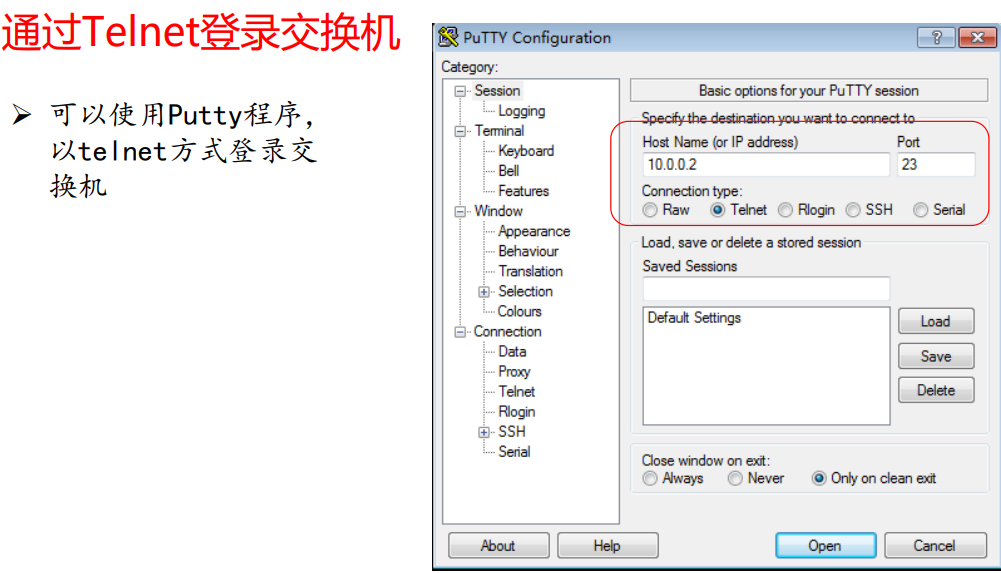 通过Telnet登录交换机
➢ 可以使用Putty程序，
以telnet方式登录交
换机
PuTTY Configuration
Category:
Session
Logging
Terminal
Keyboard
Bell
Features
Window
Appearance
Behaviour
Translation
Selection
Colours
Connection
Data
Proxy
Telnet
Rlogin
SSH
Serial
Basic options for your PuTTY session
Specify the destination you want to connect to
Host Name (or IP address) Port
10.0.0.2 23
Connection type:
Raw Telnet Rlogin SSH Serial
Load, save or delete a stored session
Saved Sessions
Default Settings
Load
Save
Delete
Close window on exit:
Always Never Only on clean exit
About Help Open Cancel